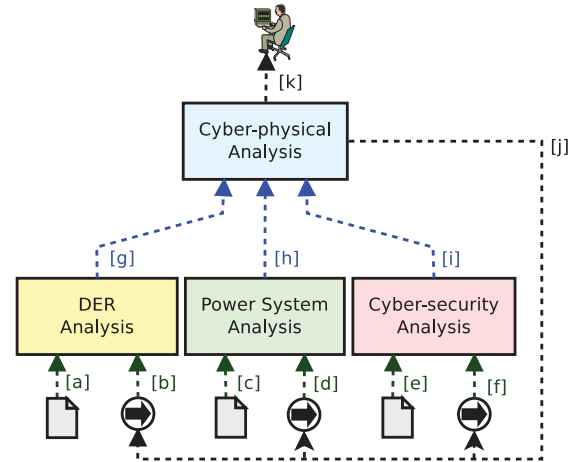 [k]
Cyber-physical
Analysis
[j]
[g]
[h]
[i]
DER
Analysis
Power System
Analysis
Cyber-security
Analysis
[a]
[b]
[c]
[d]
[e]
[f]